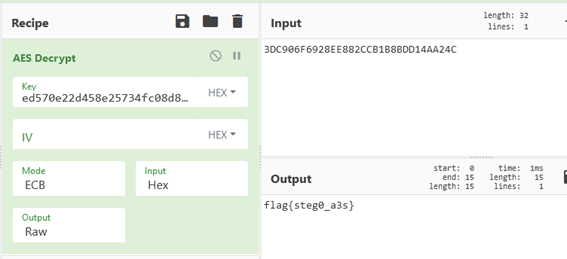 Recipe
AES Decrypt
Key
ed570e22d458e25734fc08d8…
HEX
IV
HEX
Mode
ECB
Input
Hex
Output
Raw
Input
length: 32
lines: 1
3DC906F6928EE882CCB1B8BDD14AA24C
Output
start: 0 time: 1ms
end: 15 length: 15
length: 15 lines: 1
flag{steg0_a3s}